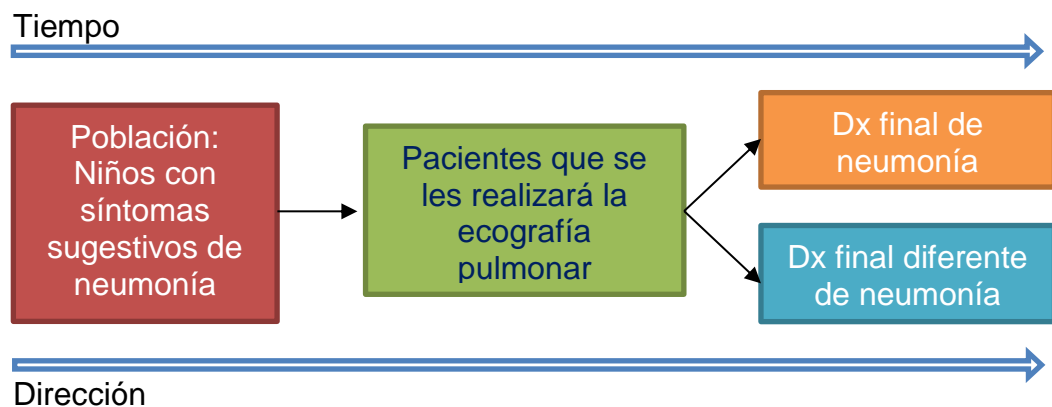 Tiempo
Población:
Niños con
síntomas
sugestivos de
neumonía
Pacientes que se
les realizará la
ecografía
pulmonar
Dx final de
neumonía
Dx final diferente
de neumonía
Dirección